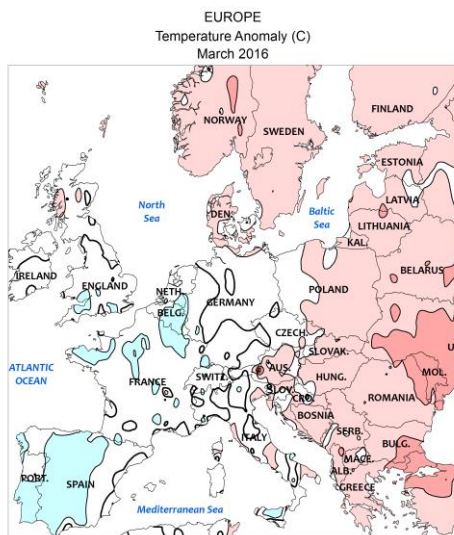 EUROPE
Temperature Anomaly (C)
March 2016
FINLAND
NORWAY
SWEDEN
ESTONIA
North
Sea
Baltic
Sea
LATVIA
DEN.
LITHUANIA
KAL.
IRELAND
BELARUS
ENGLAND
NETH.
POLAND
GERMANY
BELG.
CZECH.
U
SLOVAK.
ATLANTIC
OCEAN
FRANCE
SWITZ.
AUS.
HUNG.
MOL.
SLOV.
CRO.
ROMANIA
BOSNIA
ITALY
SERB.
BULG.
PORT.
SPAIN
MACE.
ALB.
GREECE
Mediterranean Sea